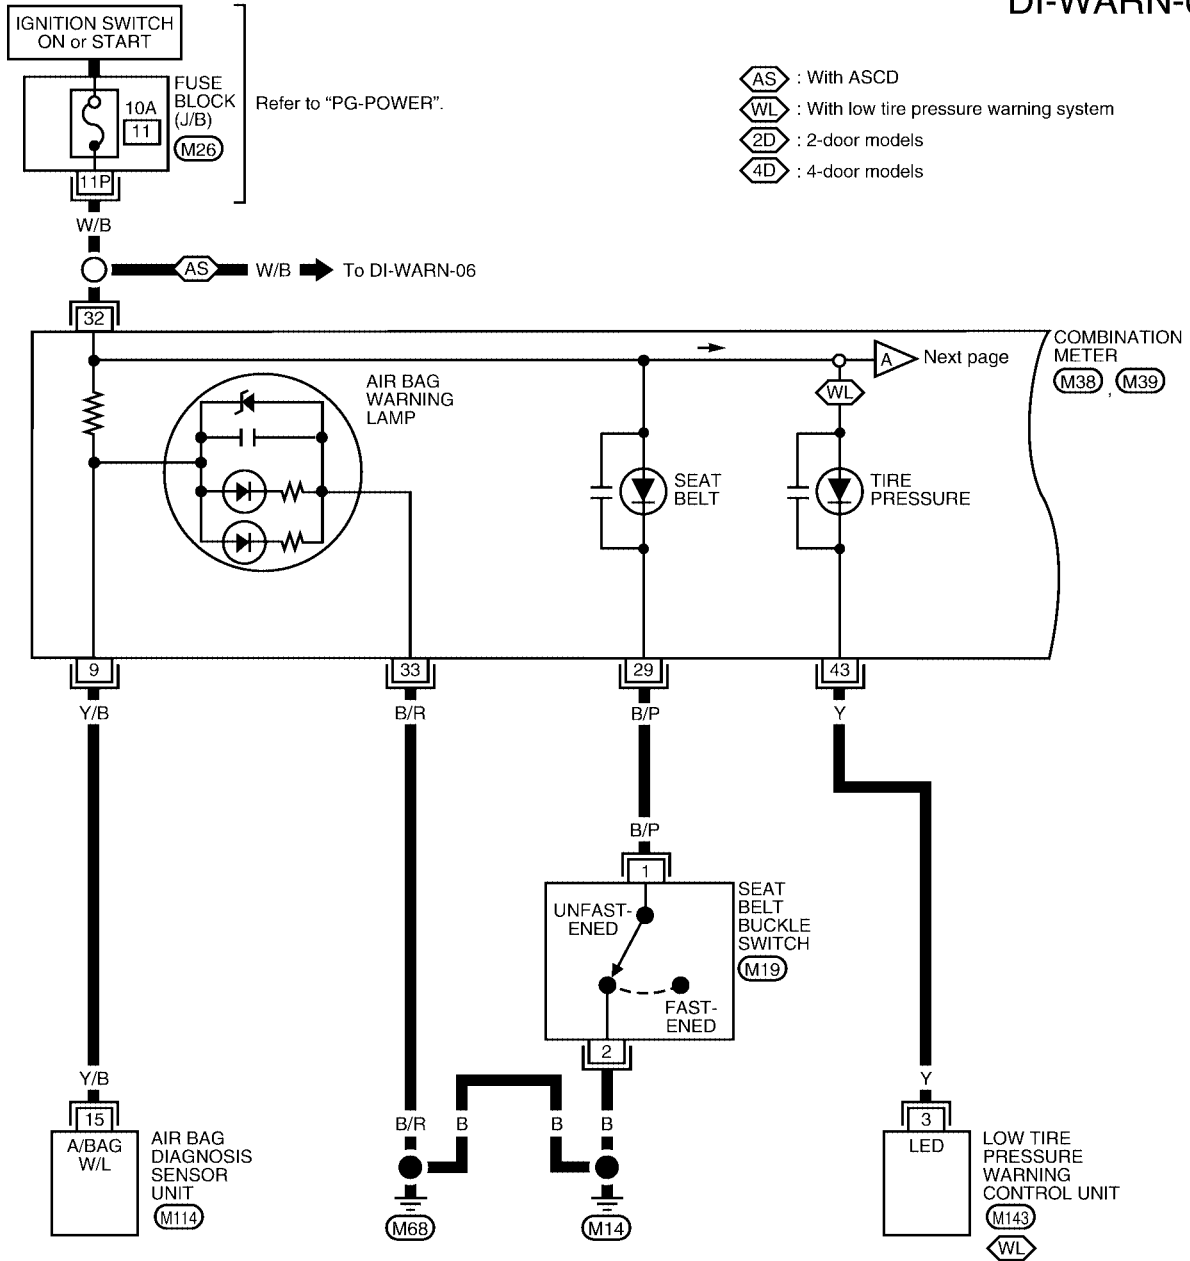 DI-WARN-0
IGNITION SWITCH
ON or START
FUSE
BLOCK
(J/B)
M26
10A
11
11P
Refer to “PG-POWER”.
AS : With ASCD
WL : With low tire pressure warning system
2D : 2-door models
4D : 4-door models
W/B
AS W/B To DI-WARN-06
32
COMBINATION
METER
M38 , M39
A Next page
WL
AIR BAG
WARNING
LAMP
SEAT
BELT
TIRE
PRESSURE
9 33 29 43
Y/B B/R B/P Y
B/P
1
SEAT
BELT
BUCKLE
SWITCH
M19
UNFAST-
ENED
FAST-
ENED
2
Y/B Y
B/R B B B
15
A/BAG
W/L
AIR BAG
DIAGNOSIS
SENSOR
UNIT
M114
M68 M14
3
LED
LOW TIRE
PRESSURE
WARNING
CONTROL UNIT
M143
WL